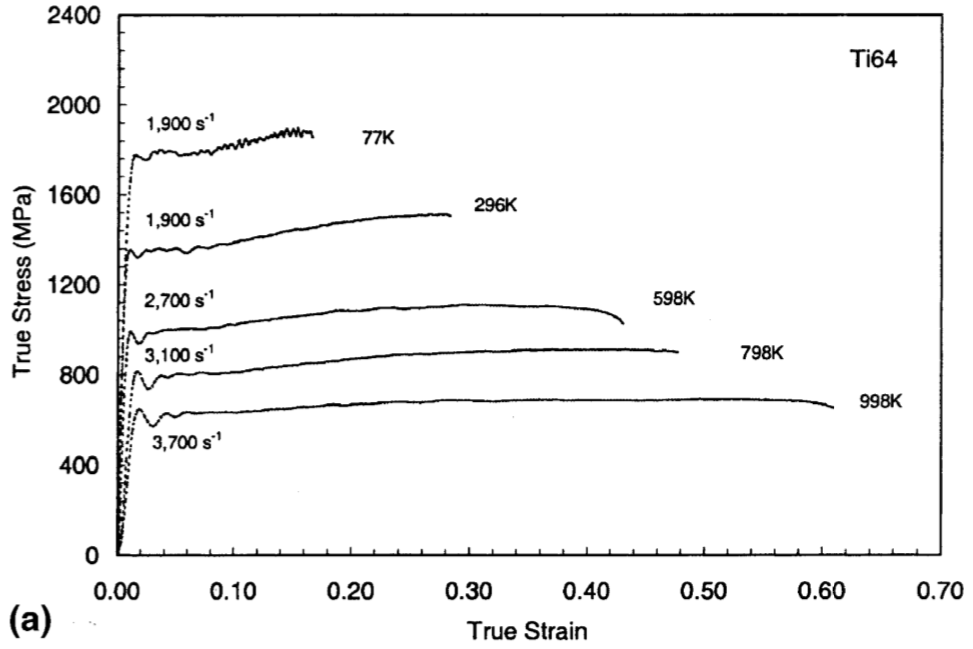 2400
Ti64
2000
1,900 s-1
77K
1600
1,900 s-1
296K
True Stress (MPa)
1200
2,700 s-1
598K
3,100 s-1
800
798K
998K
3,700 s-1
400
0
0.00 0.10 0.20 0.30 0.40 0.50 0.60 0.70
(a)
True Strain